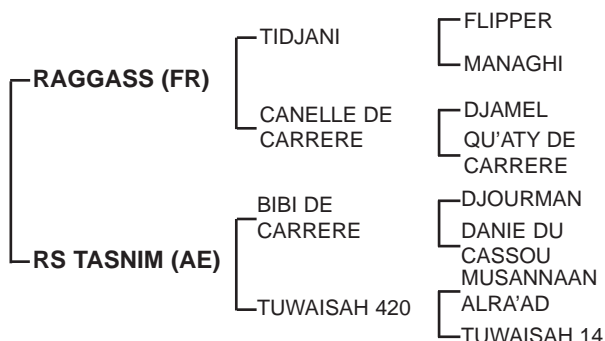 FLIPPER
TIDJANI
MANAGHI
RAGGASS (FR)
CANELLE DE
CARRERE
DJAMEL
QU'ATY DE
CARRERE
BIBI DE
CARRERE
DJOURMAN
DANIE DU
CASSOU
RS TASNIM (AE)
MUSANNAAN
ALRA'AD
TUWAISAH 420
TUWAISAH 14